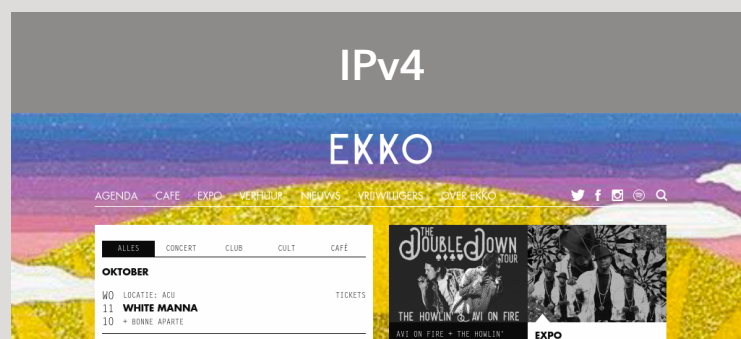 IPv4
EKKO
AGENDA CAFE EXPO VERHUUR NIEUWS VRIJWILLIGERS OVER EKKO
ALLES CONCERT CLUB CULT CAFÉ
OKTOBER
WO LOCATIE: ACU TICKETS
11 WHITE MANNA
10 + BONNE APARTE
THE
DOUBLE DOWN
TOUR
THE HOWLIN' & AVI ON FIRE
AVI ON FIRE + THE HOWLIN'
EXPO